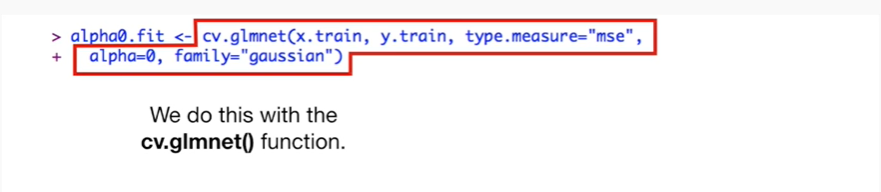 > alpha0.fit <- cv.glmnet(x.train, y.train, type.measure="mse",
+ alpha=0, family="gaussian")
We do this with the
cv.glmnet() function.